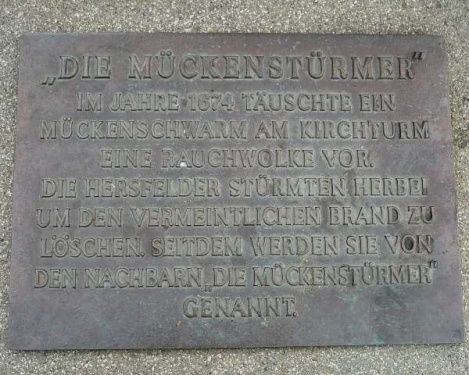 „DIE MÜCKENSTÜRMER“
IM JAHRE 1674 TÄUSCHTE EIN
MÜCKENSCHWARM AM KIRCHTURM
EINE RAUCHWOLKE VOR.
DIE HERSFELDER STÜRMTEN HERBEI
UM DEN VERMEINTLICHEN BRAND ZU
LÖSCHEN. SEITDEM WERDEN SIE VON
DEN NACHBARN „DIE MÜCKENSTÜRMER“
GENANNT.